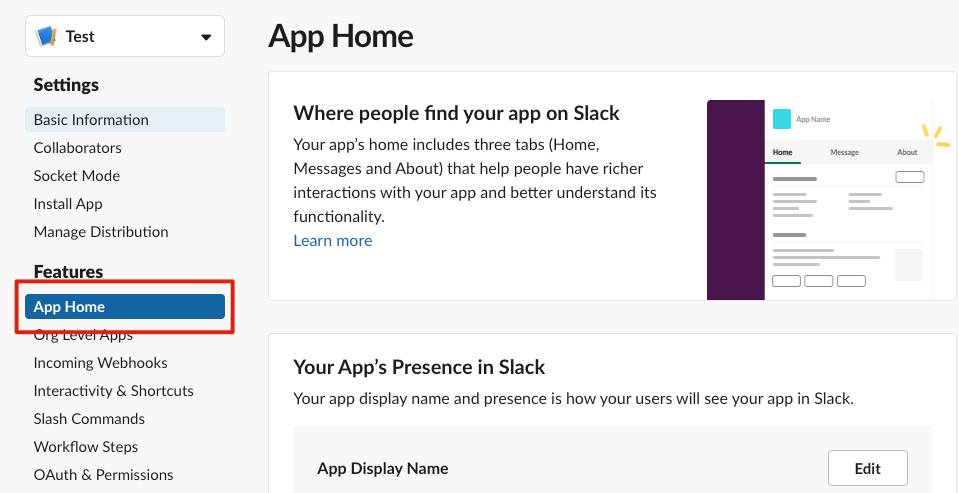 Test
Settings
Basic Information
Collaborators
Socket Mode
Install App
Manage Distribution
Features
App Home
Org Level Apps
Incoming Webhooks
Interactivity & Shortcuts
Slash Commands
Workflow Steps
OAuth & Permissions
App Home
Where people find your app on Slack
Your app’s home includes three tabs (Home,
Messages and About) that help people have richer
interactions with your app and better understand its
functionality.
Learn more
App Name
Home Message About
Your App’s Presence in Slack
Your app display name and presence is how your users will see your app in Slack.
App Display Name
Edit